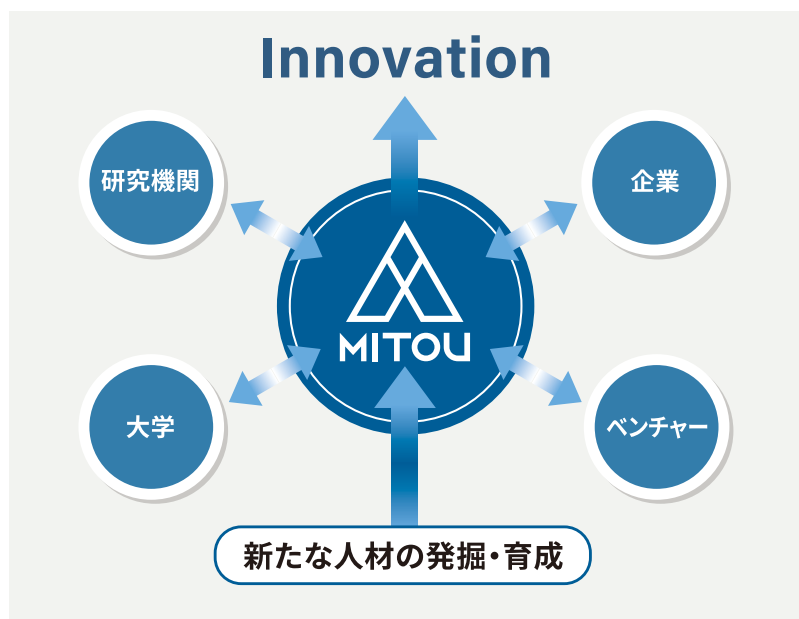 Innovation
研究機関
企業
MITOU
大学
ベンチャー
新たな人材の発掘・育成